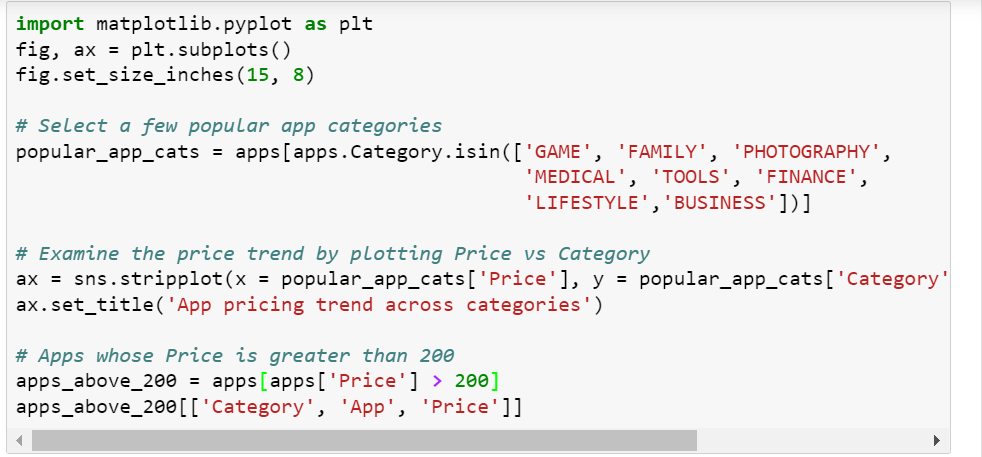 import matplotlib.pyplot as plt
fig, ax = plt.subplots()
fig.set_size_inches(15, 8)
# Select a few popular app categories
popular_app_cats = apps[apps.Category.isin(['GAME', 'FAMILY', 'PHOTOGRAPHY',
'MEDICAL', 'TOOLS', 'FINANCE',
'LIFESTYLE','BUSINESS'])]
# Examine the price trend by plotting Price vs Category
ax = sns.stripplot(x = popular_app_cats['Price'], y = popular_app_cats['Category'
ax.set_title('App pricing trend across categories')
# Apps whose Price is greater than 200
apps_above_200 = apps[apps['Price'] > 200]
apps_above_200[['Category', 'App', 'Price']]